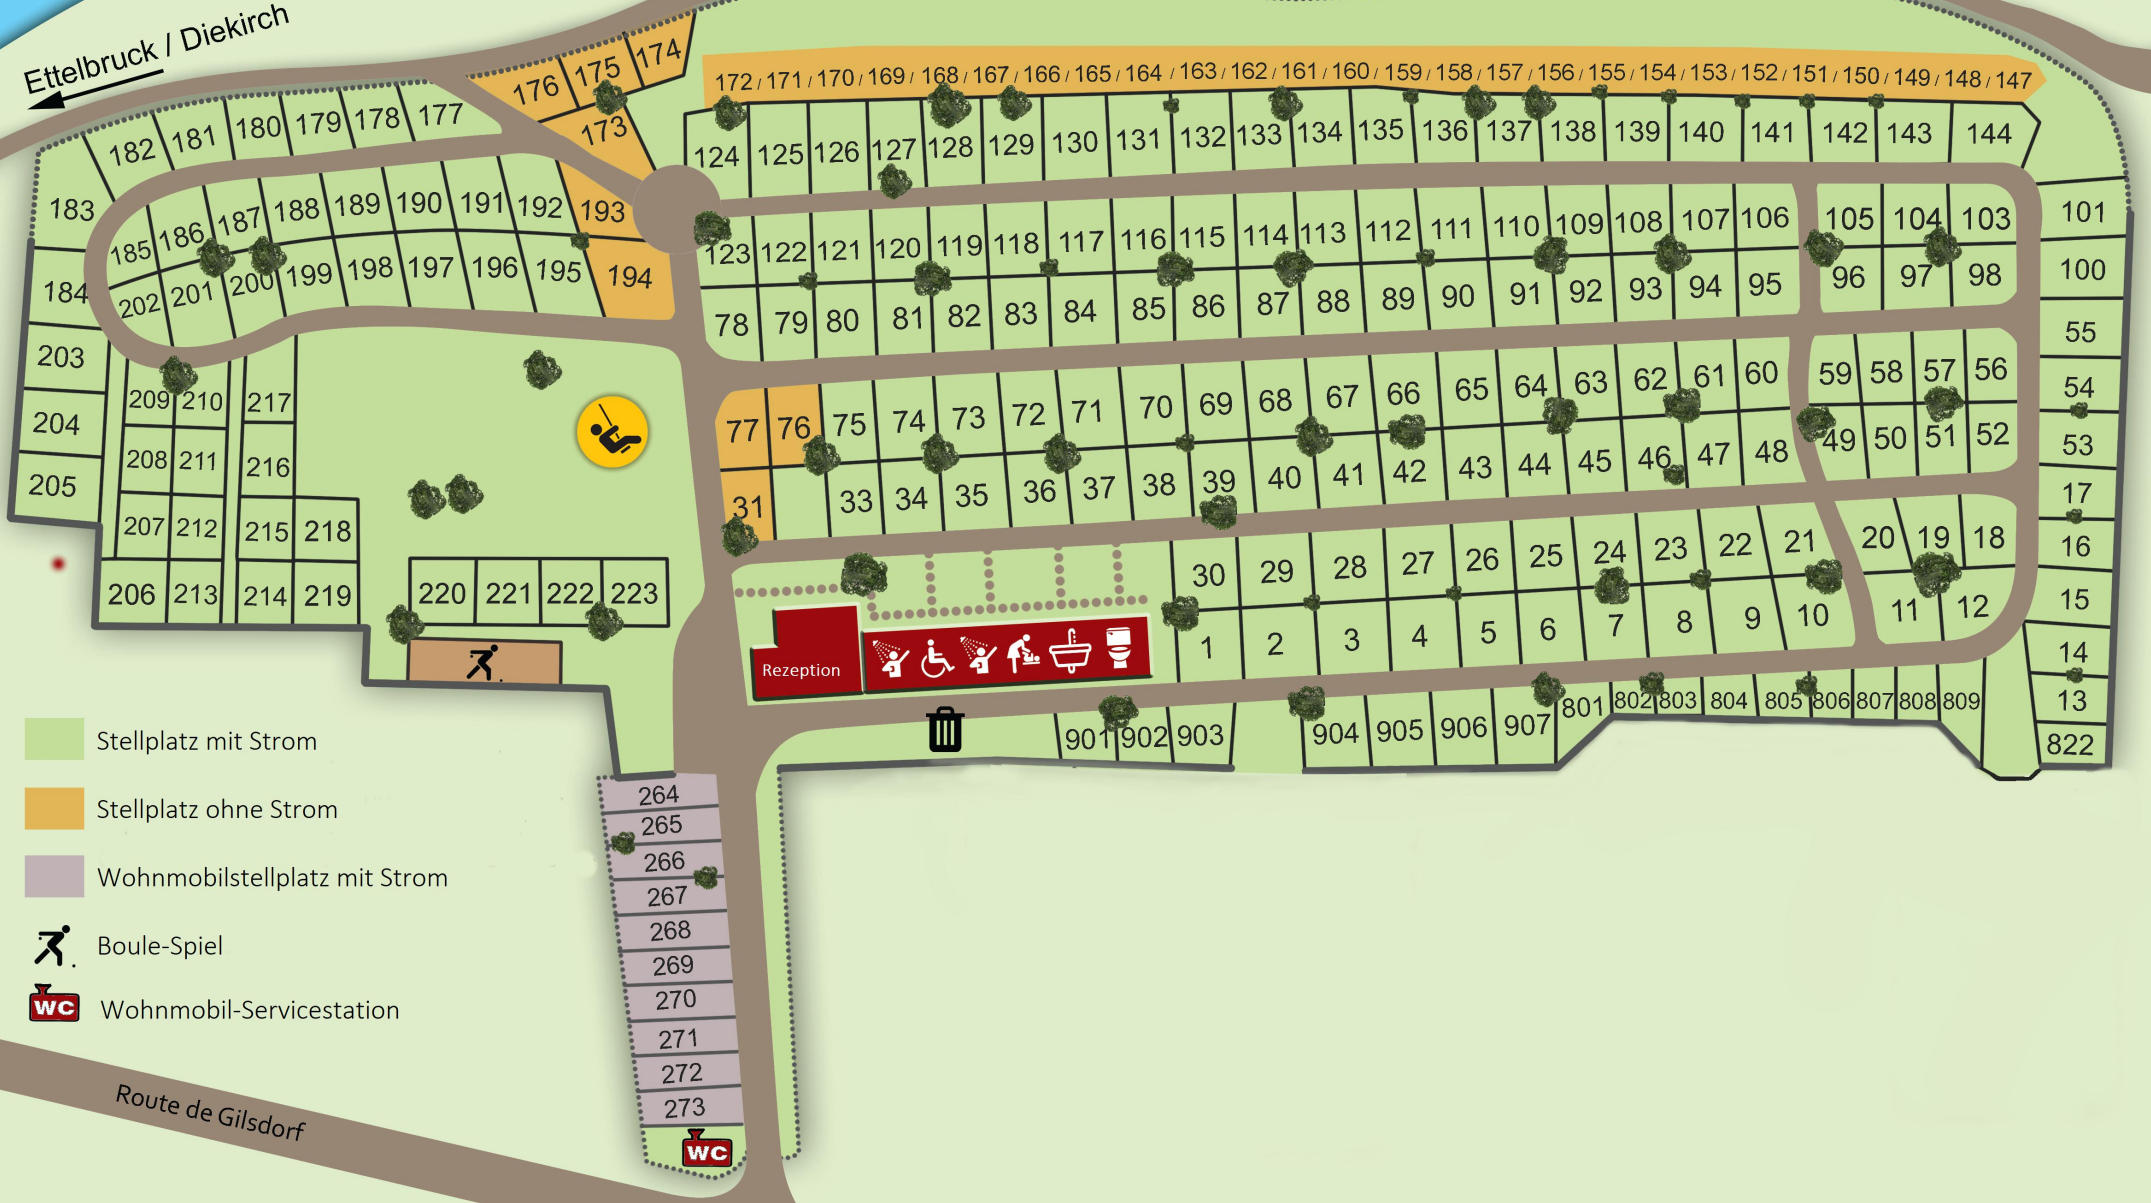 Ettelbruck / Diekirch
176 175 174
173
172 / 171 / 170 / 169 / 168 / 167 / 166 / 165 / 164 / 163 / 162 / 161 / 160 / 159 / 158 / 157 / 156 / 155 / 154 / 153 / 152 / 151 / 150 / 149 / 148 / 147
182 181 180 179 178 177
124 125 126 127 128 129 130 131 132 133 134 135 136 137 138 139 140 141 142 143 144
183 185 186 187 188 189 190 191 192 193
123 122 121 120 119 118 117 116 115 114 113 112 111 110 109 108 107 106 105 104 103 101
184 202 201 200 199 198 197 196 195 194
78 79 80 81 82 83 84 85 86 87 88 89 90 91 92 93 94 95 96 97 98 100
203 209 210 217
77 76 75 74 73 72 71 70 69 68 67 66 65 64 63 62 61 60 59 58 57 56 55
54
204 208 211 216
31 33 34 35 36 37 38 39 40 41 42 43 44 45 46 47 48 49 50 51 52 53
205 207 212 215 218
30 29 28 27 26 25 24 23 22 21 20 19 18 17
16
206 213 214 219 220 221 222 223
1 2 3 4 5 6 7 8 9 10 11 12 15
14
Rezeption
901 902 903 904 905 906 907 801 802 803 804 805 806 807 808 809 13
822
Stellplatz mit Strom
Stellplatz ohne Strom
Wohnmobilstellplatz mit Strom
Boule-Spiel
WC Wohnmobil-Servicestation
264
265
266
267
268
269
270
271
272
273
WC
Route de Gilsdorf